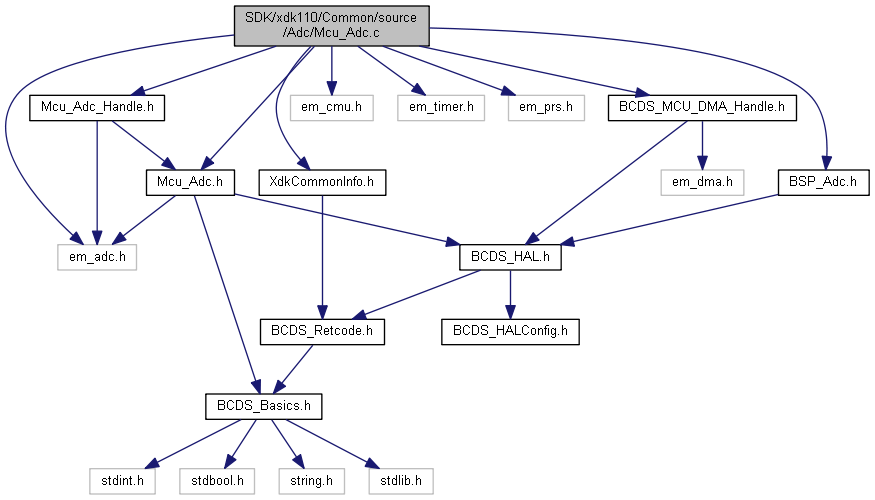 SDK/xdk110/Common/source
/Adc/Mcu_Adc.c
Mcu_Adc_Handle.h
em_cmu.h
em_timer.h
em_prs.h
BCDS_MCU_DMA_Handle.h
Mcu_Adc.h
XdkCommonInfo.h
em_dma.h
BSP_Adc.h
em_adc.h
BCDS_HAL.h
BCDS_Retcode.h
BCDS_HALConfig.h
BCDS_Basics.h
stdint.h
stdbool.h
string.h
stdlib.h